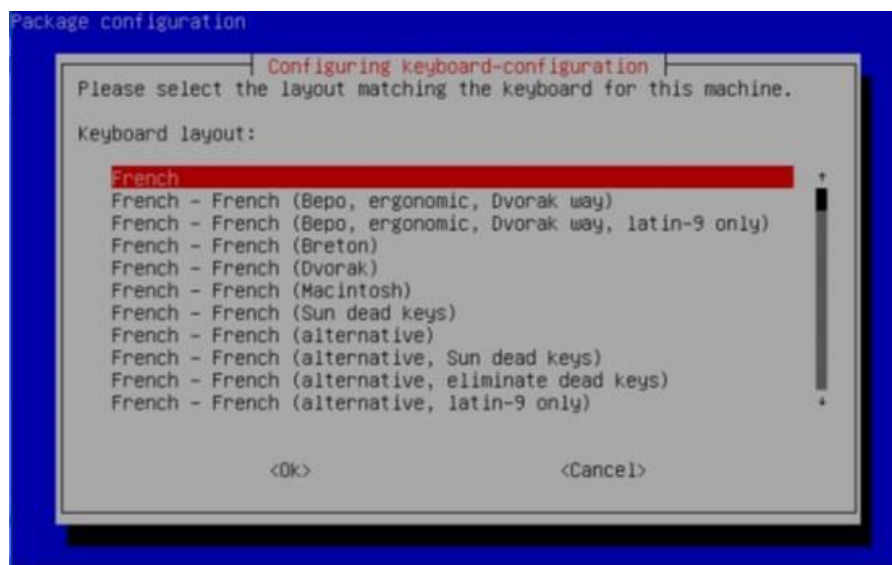 Package configuration
Configuring keyboard-configuration
Please select the layout matching the keyboard for this machine.
Keyboard layout:
French
French - French (Bepo, ergonomic, Dvorak way)
French - French (Bepo, ergonomic, Dvorak way, latin-9 only)
French - French (Breton)
French - French (Dvorak)
French - French (Macintosh)
French - French (Sun dead keys)
French - French (alternative)
French - French (alternative, Sun dead keys)
French - French (alternative, eliminate dead keys)
French - French (alternative, latin-9 only)
<Ok> <Cancel>